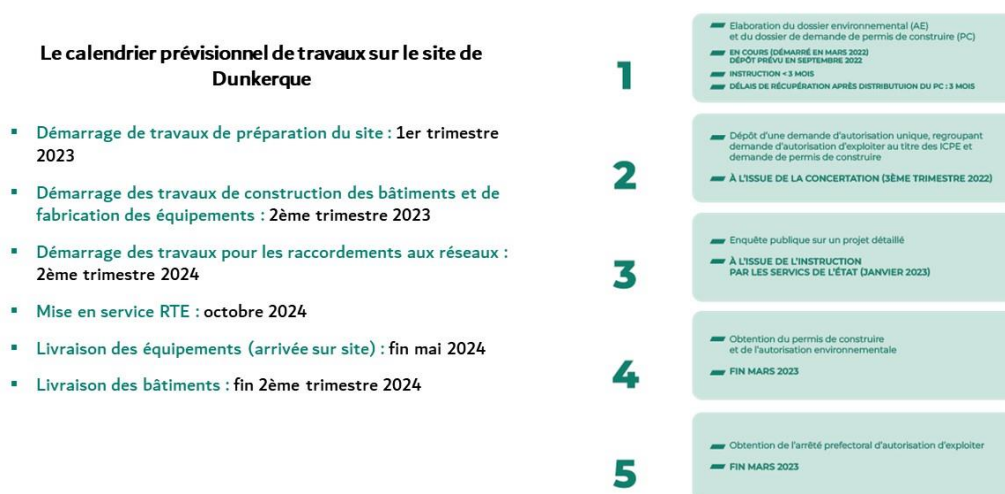 Le calendrier prévisionnel de travaux sur le site de
Dunkerque
▪ Démarrage de travaux de préparation du site : 1er trimestre
2023
▪ Démarrage des travaux de construction des bâtiments et de
fabrication des équipements : 2ème trimestre 2023
▪ Démarrage des travaux pour les raccordements aux réseaux :
2ème trimestre 2024
▪ Mise en service RTE : octobre 2024
▪ Livraison des équipements (arrivée sur site) : fin mai 2024
▪ Livraison des bâtiments : fin 2ème trimestre 2024
1
Elaboration du dossier environnemental (AE)
et du dossier de demande de permis de construire (PC)
EN COURS (DÉMARRÉ EN MARS 2022)
DÉPÔT PRÉVU EN SEPTEMBRE 2022
INSTRUCTION < 3 MOIS
DÉLAIS DE RÉCUPÉRATION APRÈS DISTRIBUTUION DU PC : 3 MOIS
2
Dépôt d'une demande d'autorisation unique, regroupant
demande d'autorisation d'exploiter au titre des ICPE et
demande de permis de construire
À L'ISSUE DE LA CONCERTATION (3ÈME TRIMESTRE 2022)
3
Enquête publique sur un projet détaillé
À L'ISSUE DE L'INSTRUCTION
PAR LES SERVICS DE L'ÉTAT (JANVIER 2023)
4
Obtention du permis de construire
et de l'autorisation environnementale
FIN MARS 2023
5
Obtention de l'arrêté prefectoral d'autorisation d'exploiter
FIN MARS 2023